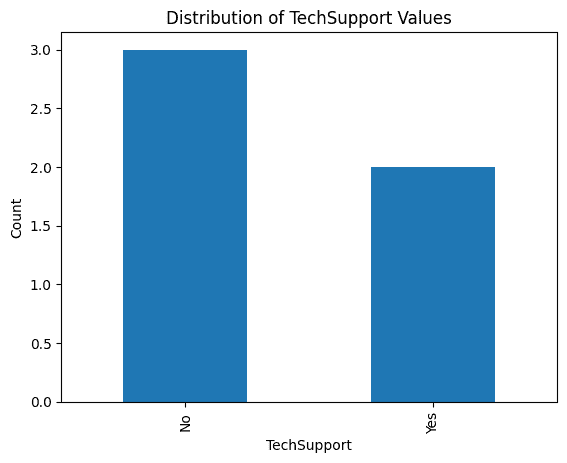 Distribution of TechSupport Values
3.0
2.5
2.0
1.5
1.0
0.5
0.0
Count
No
Yes
TechSupport